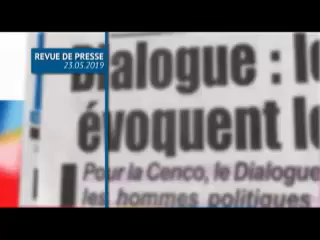 REVUE DE PRESSE
23.05.2019
Dialogue : l
évoquent l
Pour la Cenco, le Dialogue
les hommes politiques